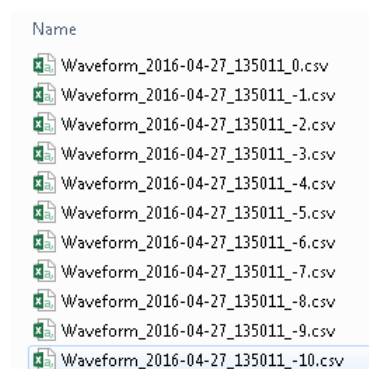 Name
Waveform_2016-04-27_135011_0.csv
Waveform_2016-04-27_135011_-1.csv
Waveform_2016-04-27_135011_-2.csv
Waveform_2016-04-27_135011_-3.csv
Waveform_2016-04-27_135011_-4.csv
Waveform_2016-04-27_135011_-5.csv
Waveform_2016-04-27_135011_-6.csv
Waveform_2016-04-27_135011_-7.csv
Waveform_2016-04-27_135011_-8.csv
Waveform_2016-04-27_135011_-9.csv
Waveform_2016-04-27_135011_-10.csv